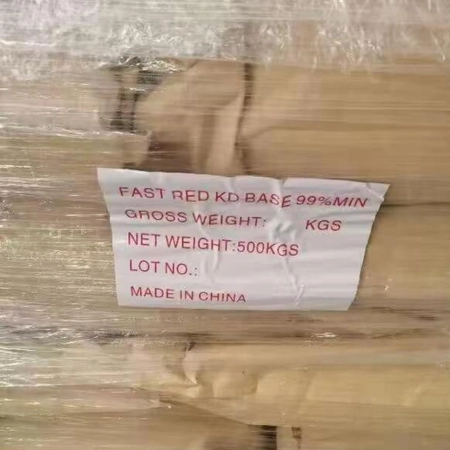 FAST RED KD BASE 99%MIN
GROSS WEIGHT: KGS
NET WEIGHT:500KGS
LOT NO.:
MADE IN CHINA